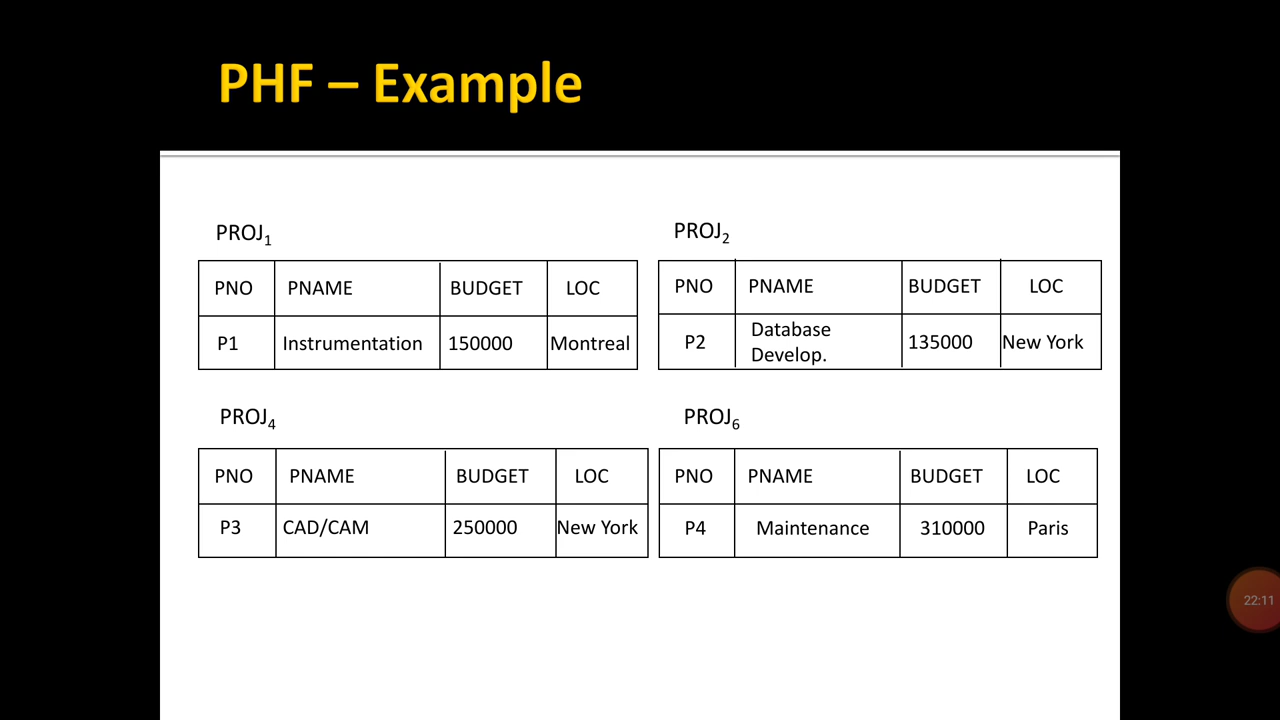 PHF – Example
PROJ1
PNO PNAME BUDGET LOC
P1 Instrumentation 150000 Montreal
PROJ2
PNO PNAME BUDGET LOC
P2 Database Develop. 135000 New York
PROJ4
PNO PNAME BUDGET LOC
P3 CAD/CAM 250000 New York
PROJ6
PNO PNAME BUDGET LOC
P4 Maintenance 310000 Paris
22:11